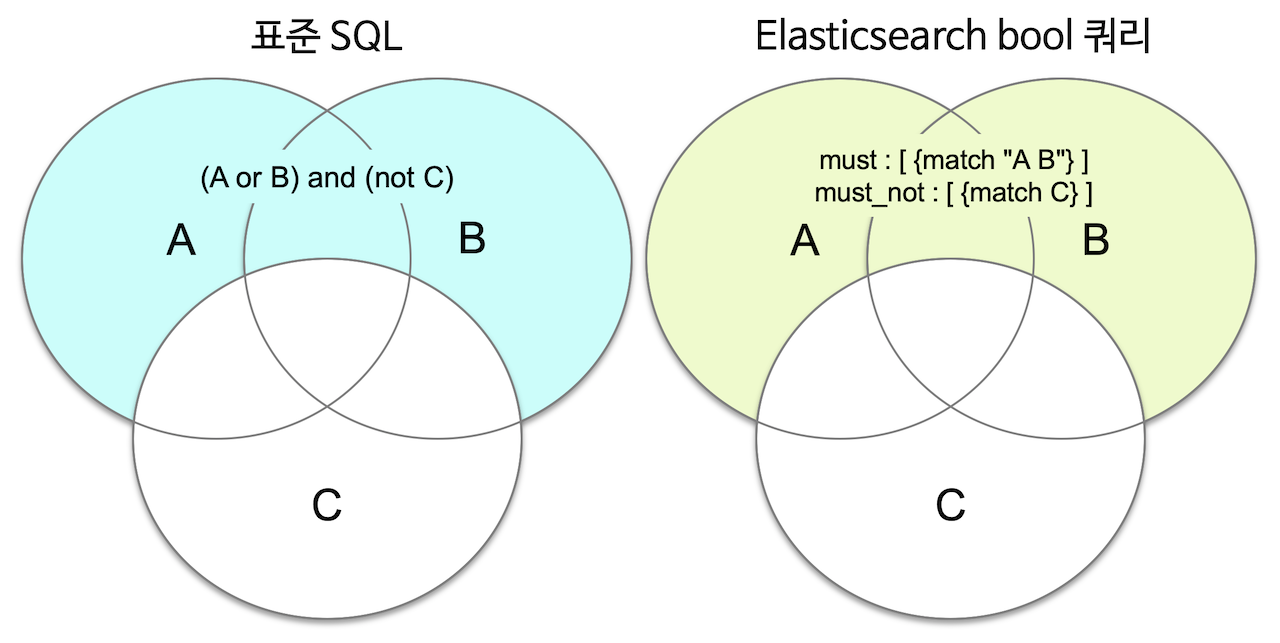 표준 SQL
(A or B) and (not C)
A
B
C
Elasticsearch bool 쿼리
must : [ {match "A B"} ]
must_not : [ {match C} ]
A
B
C